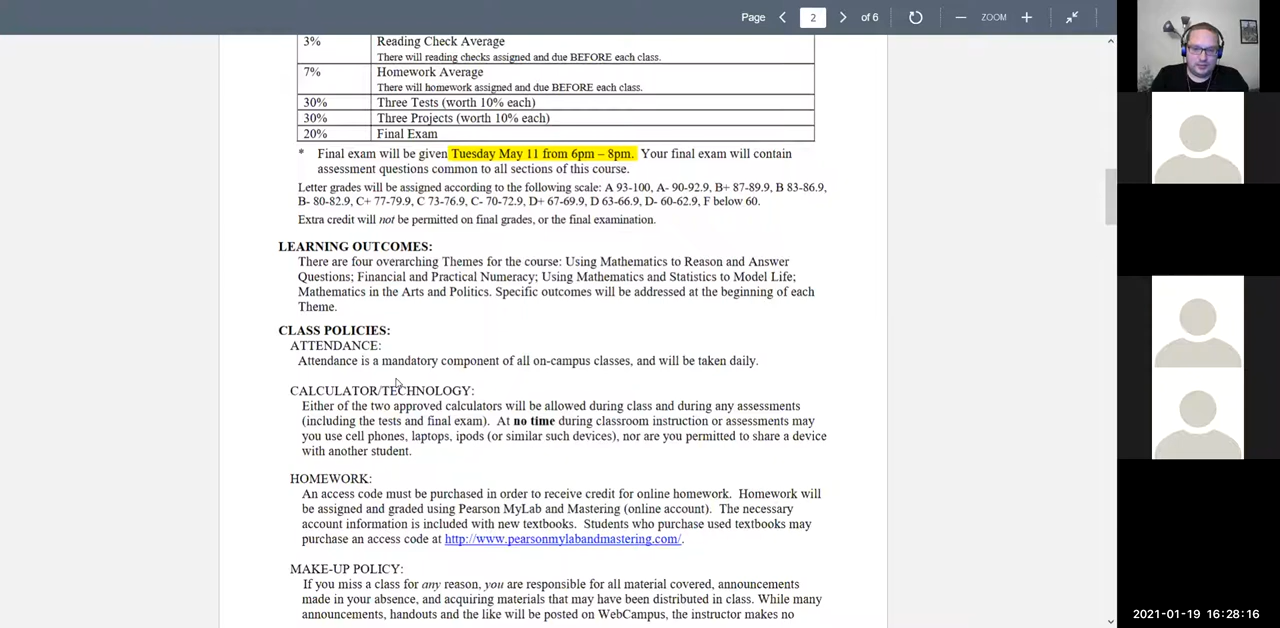 Page 2 of 6 ZOOM
3% Reading Check Average
There will reading checks assigned and due BEFORE each class.
7% Homework Average
There will homework assigned and due BEFORE each class.
30% Three Tests (worth 10% each)
30% Three Projects (worth 10% each)
20% Final Exam
* Final exam will be given Tuesday May 11 from 6pm – 8pm. Your final exam will contain
assessment questions common to all sections of this course.
Letter grades will be assigned according to the following scale: A 93-100, A- 90-92.9, B+ 87-89.9, B 83-86.9,
B- 80-82.9, C+ 77-79.9, C 73-76.9, C- 70-72.9, D+ 67-69.9, D 63-66.9, D- 60-62.9, F below 60.
Extra credit will not be permitted on final grades, or the final examination.
LEARNING OUTCOMES:
There are four overarching Themes for the course: Using Mathematics to Reason and Answer
Questions; Financial and Practical Numeracy; Using Mathematics and Statistics to Model Life;
Mathematics in the Arts and Politics. Specific outcomes will be addressed at the beginning of each
Theme.
CLASS POLICIES:
ATTENDANCE:
Attendance is a mandatory component of all on-campus classes, and will be taken daily.
CALCULATOR/TECHNOLOGY:
Either of the two approved calculators will be allowed during class and during any assessments
(including the tests and final exam). At no time during classroom instruction or assessments may
you use cell phones, laptops, ipods (or similar such devices), nor are you permitted to share a device
with another student.
HOMEWORK:
An access code must be purchased in order to receive credit for online homework. Homework will
be assigned and graded using Pearson MyLab and Mastering (online account). The necessary
account information is included with new textbooks. Students who purchase used textbooks may
purchase an access code at http://www.pearsonmylabandmastering.com/.
MAKE-UP POLICY:
If you miss a class for any reason, you are responsible for all material covered, announcements
made in your absence, and acquiring materials that may have been distributed in class. While many
announcements, handouts and the like will be posted on WebCampus, the instructor makes no
2021-01-19 16:28:16